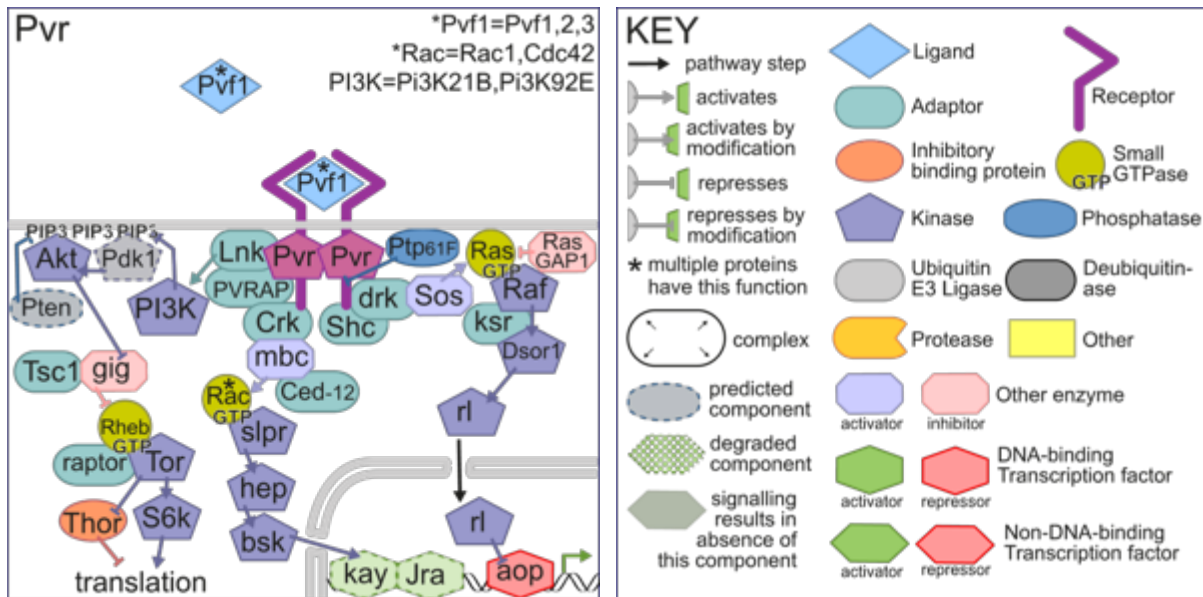 Pvr
*Pvf1=Pvf1,2,3
*Rac=Rac1,Cdc42
PI3K=Pi3K21B,Pi3K92E
*
Pvf1
*
Pvf1
PIP3 PIP3 PIP3
Akt
Pdk1
Pten
PI3K
Lnk
PVRAP
Pvr
Pvr
Ptp61F
Ras
GTP
Ras
GAP1
drk
Sos
Raf
Crk
Shc
ksr
mbc
Dsor1
Tsc1
gig
Ced-12
*
Rac
GTP
Rheb
GTP
slpr
rl
raptor
Tor
hep
Thor
S6k
bsk
rl
translation
kay
Jra
aop
KEY
pathway step
activates
activates by
modification
represses
represses by
modification
* multiple proteins
have this function
complex
predicted
component
degraded
component
signalling
results in
absence of
this component
Ligand
Receptor
Adaptor
Inhibitory
binding protein
GTP
Small
GTPase
Kinase
Phosphatase
Ubiquitin
E3 Ligase
Deubiquitin-
ase
Protease
Other
activator
inhibitor
Other enzyme
activator
repressor
DNA-binding
Transcription factor
activator
repressor
Non-DNA-binding
Transcription factor